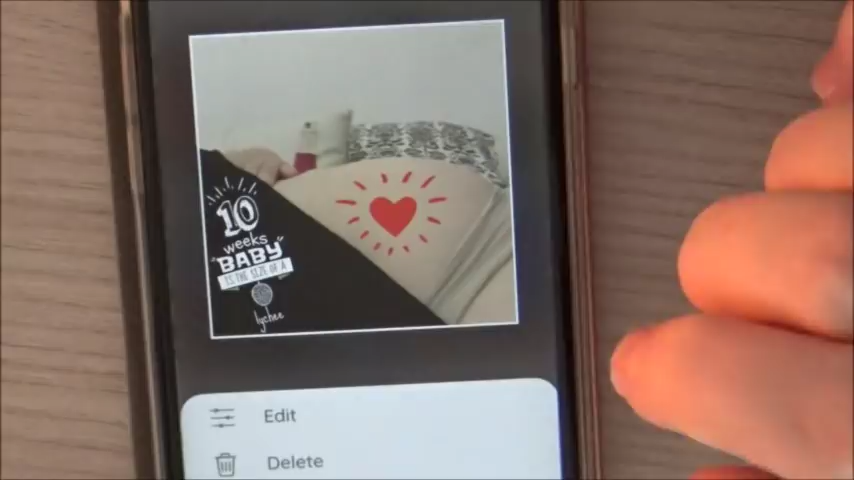 10
weeks
"BABY"
IS THE SIZE OF A
lychee
Edit
Delete